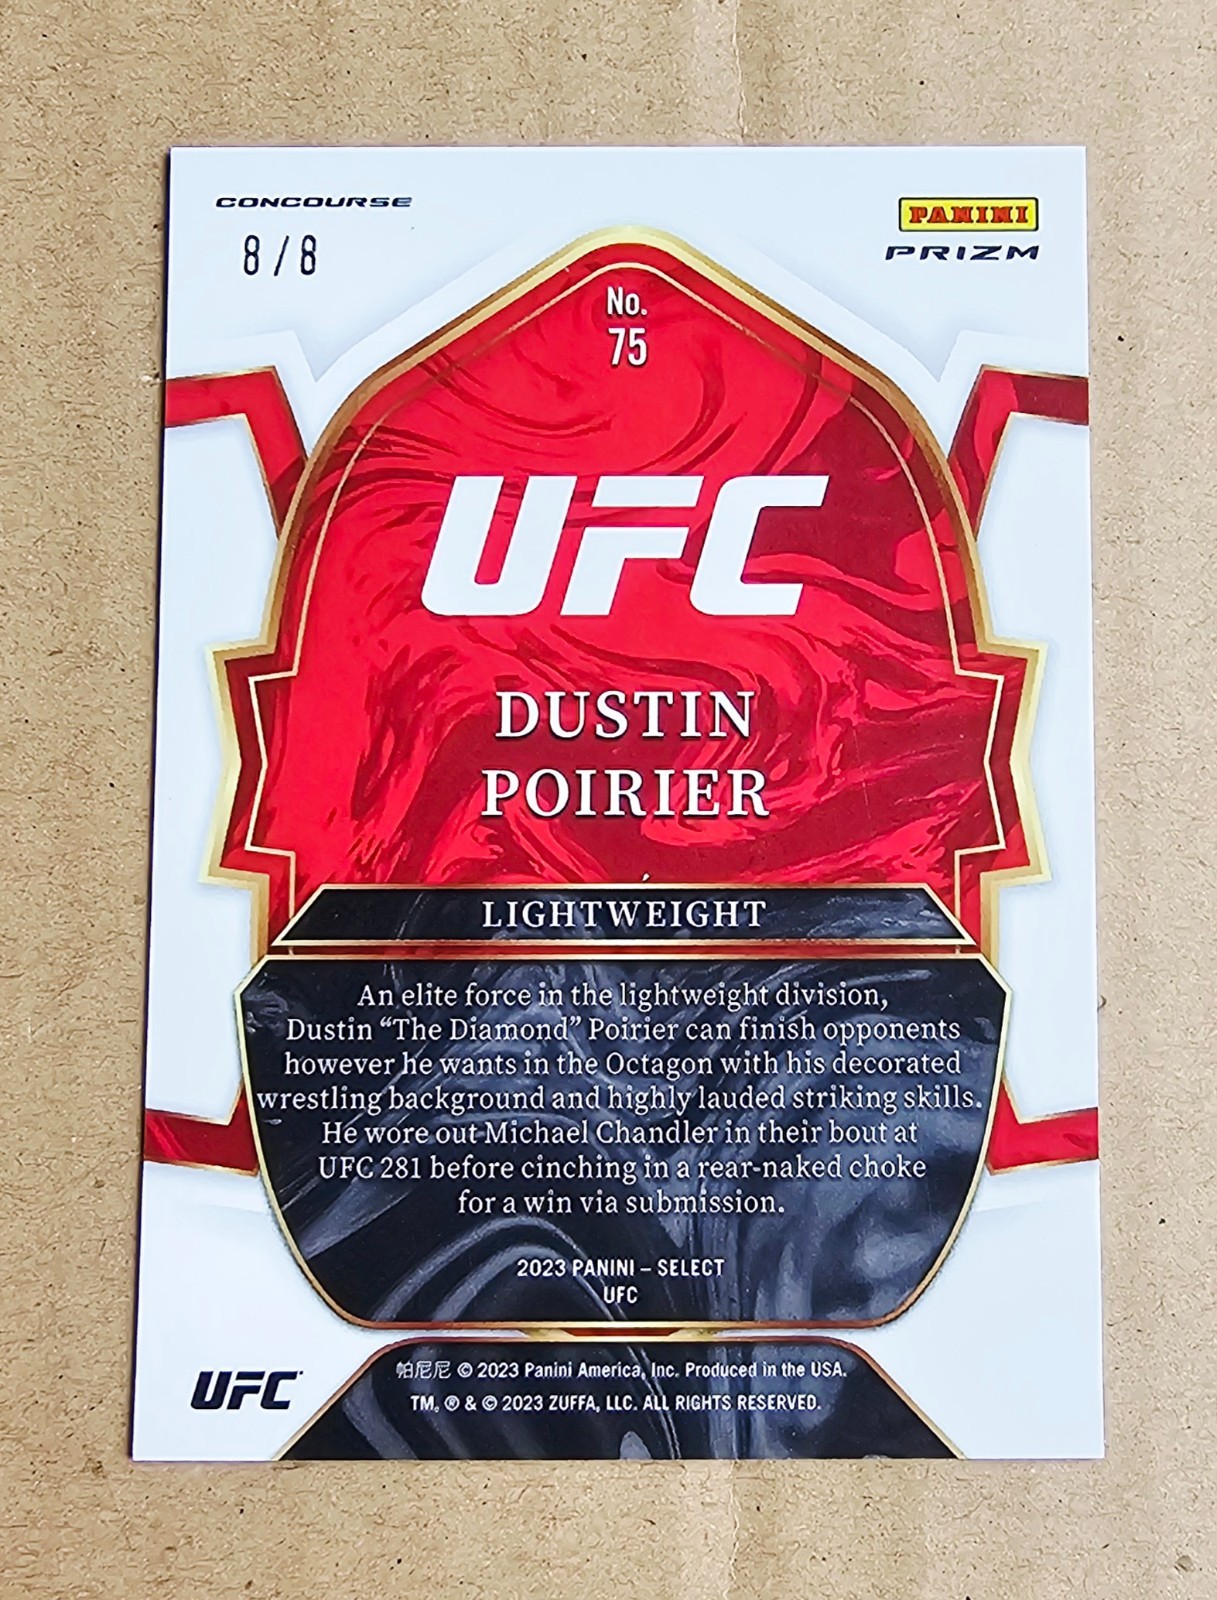 CONCOURSE
8/8
PANINI
PRIZM
No.
75
UFC
DUSTIN
POIRIER
LIGHTWEIGHT
An elite force in the lightweight division,
Dustin “The Diamond” Poirier can finish opponents
however he wants in the Octagon with his decorated
wrestling background and highly lauded striking skills.
He wore out Michael Chandler in their bout at
UFC 281 before cinching in a rear-naked choke
for a win via submission.
2023 PANINI – SELECT
UFC
帕尼尼 © 2023 Panini America, Inc. Produced in the USA.
TM, ® & © 2023 ZUFFA, LLC. ALL RIGHTS RESERVED.
UFC